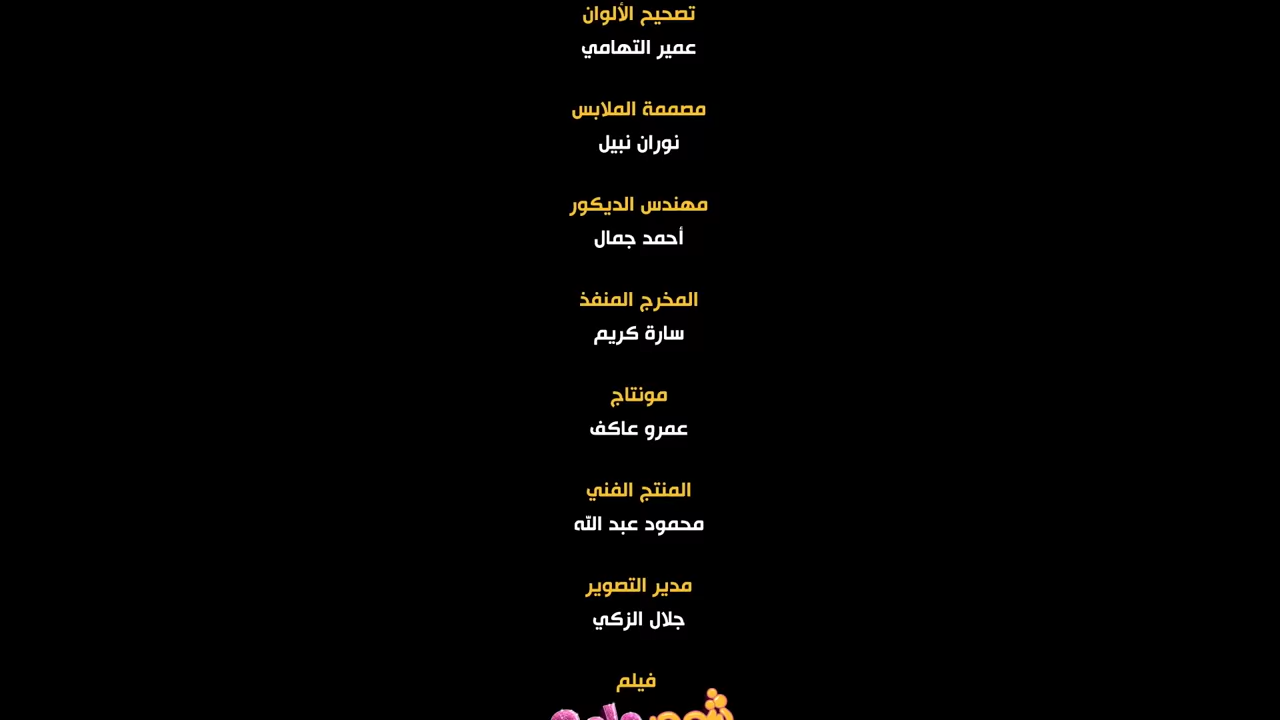 تصحيح الألوان
عمير التهامي
مصممة الملابس
نوران نبيل
مهندس الديكور
أحمد جمال
المخرج المنفذ
سارة كريم
مونتاج
عمرو عاكف
المنتج الفني
محمود عبد الله
مدير التصوير
جلال الزكي
فيلم